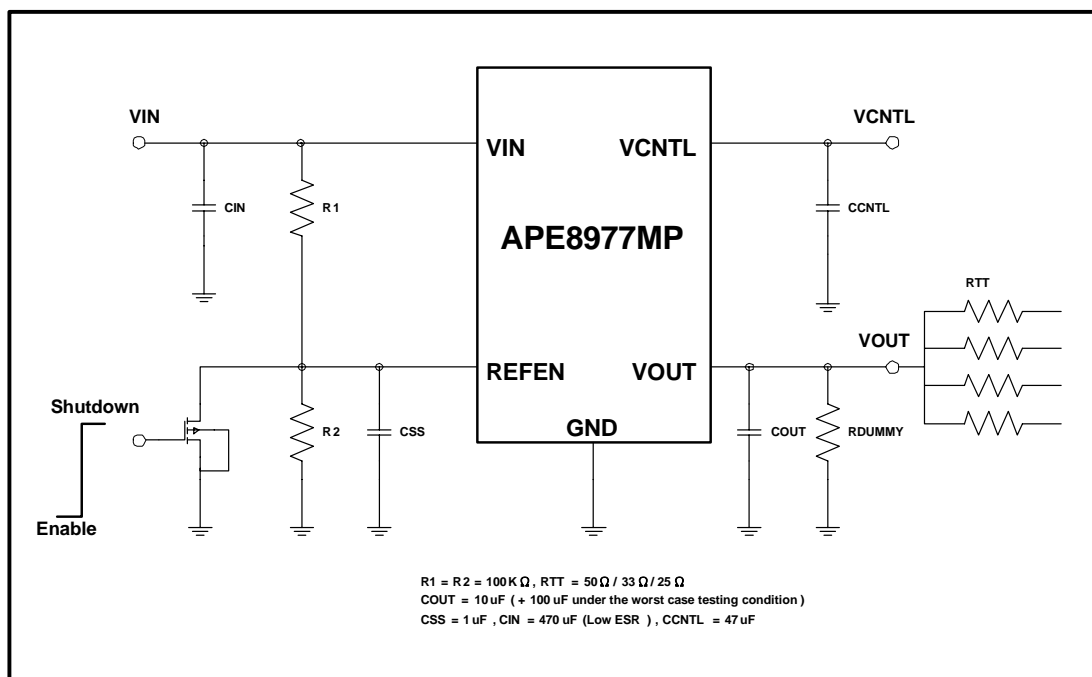 VIN
VCNTL
VIN
VCNTL
CIN
R1
CCNTL
APE8977MP
RTT
VOUT
REFEN
VOUT
Shutdown
R2
CSS
COUT
RDUMMY
GND
Enable
R1 = R2 = 100K Ω , RTT = 50Ω / 33 Ω / 25 Ω
COUT = 10 uF ( + 100 uF under the worst case testing condition )
CSS = 1 uF , CIN = 470 uF (Low ESR ) , CCNTL = 47 uF